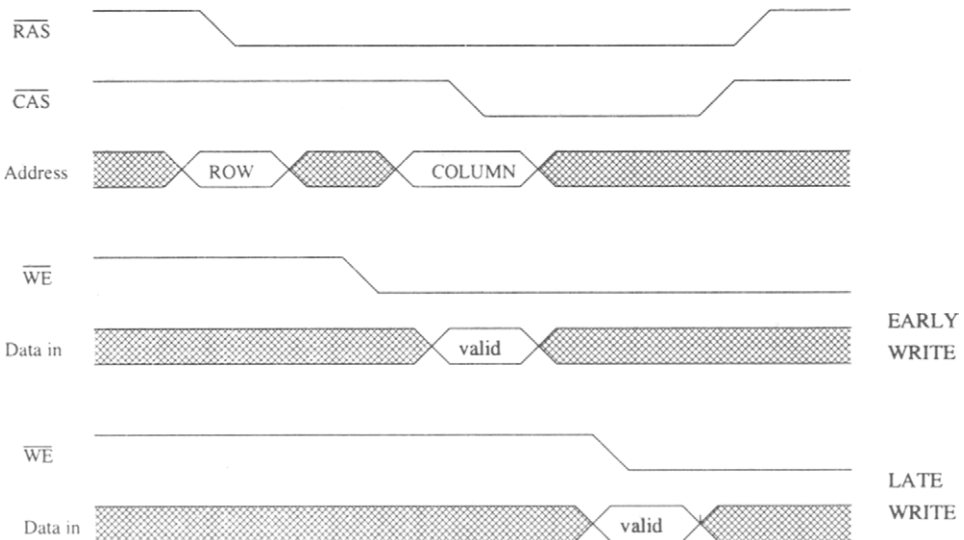 RAS
CAS
Address ROW COLUMN
WE
Data in valid
EARLY
WRITE
WE
Data in valid
LATE
WRITE